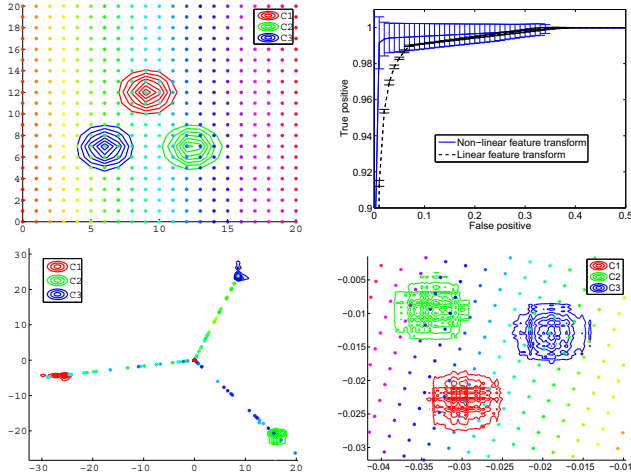 20
18
16
14
12
10
8
6
4
2
0
0 5 10 15 20
C1
C2
C3
1
0.98
0.96
0.94
0.92
0.9
0 0.1 0.2 0.3 0.4 0.5
True positive
False positive
Non-linear feature transform
Linear feature transform
30
20
10
0
−10
−20
−30 −20 −10 0 10 20
C1
C2
C3
−0.005
−0.01
−0.015
−0.02
−0.025
−0.03
−0.04 −0.035 −0.03 −0.025 −0.02 −0.015 −0.01
C1
C2
C3